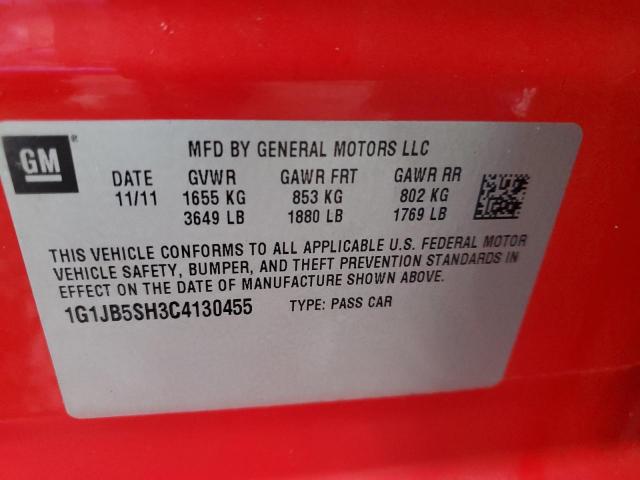 GM
MFD BY GENERAL MOTORS LLC
DATE GVWR GAWR FRT GAWR RR
11/11 1655 KG 853 KG 802 KG
3649 LB 1880 LB 1769 LB
THIS VEHICLE CONFORMS TO ALL APPLICABLE U.S. FEDERAL MOTOR
VEHICLE SAFETY, BUMPER, AND THEFT PREVENTION STANDARDS IN
EFFECT ON THE DATE OF MANUFACTURE SHOWN ABOVE.
1G1JB5SH3C4130455 TYPE: PASS CAR